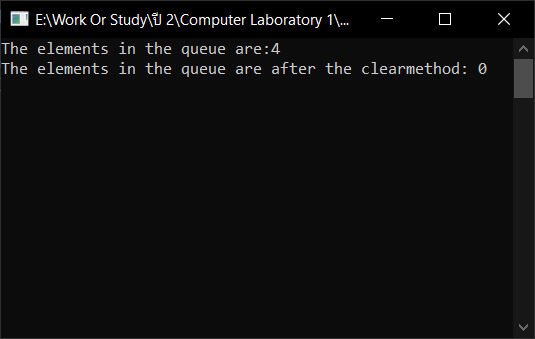 E:\Work Or Study\ปี 2\Computer Laboratory 1\...
The elements in the queue are:4
The elements in the queue are after the clearmethod: 0